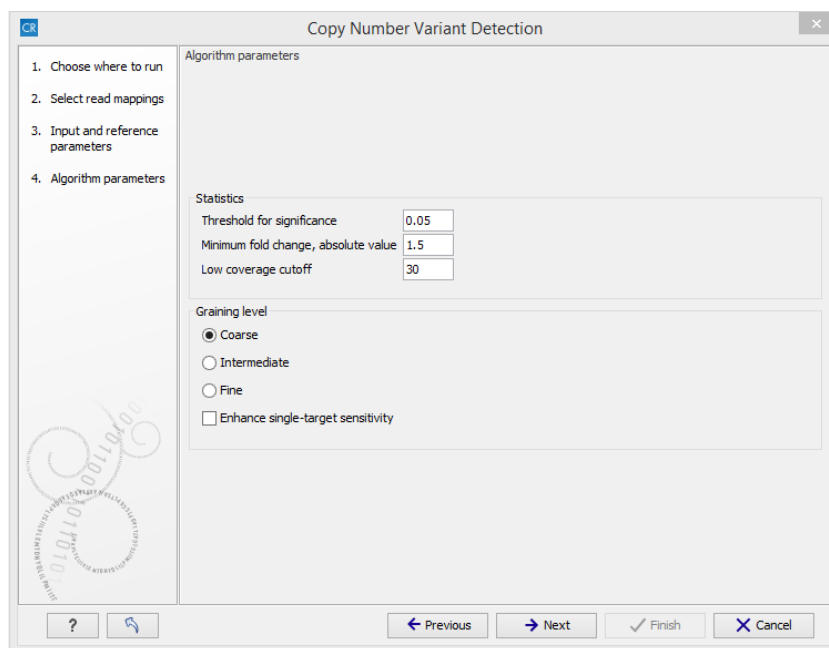 CR
Copy Number Variant Detection
1. Choose where to run
2. Select read mappings
3. Input and reference
parameters
4. Algorithm parameters
Algorithm parameters
Statistics
Threshold for significance 0.05
Minimum fold change, absolute value 1.5
Low coverage cutoff 30
Graining level
Coarse
Intermediate
Fine
Enhance single-target sensitivity
? Previous Next Finish Cancel